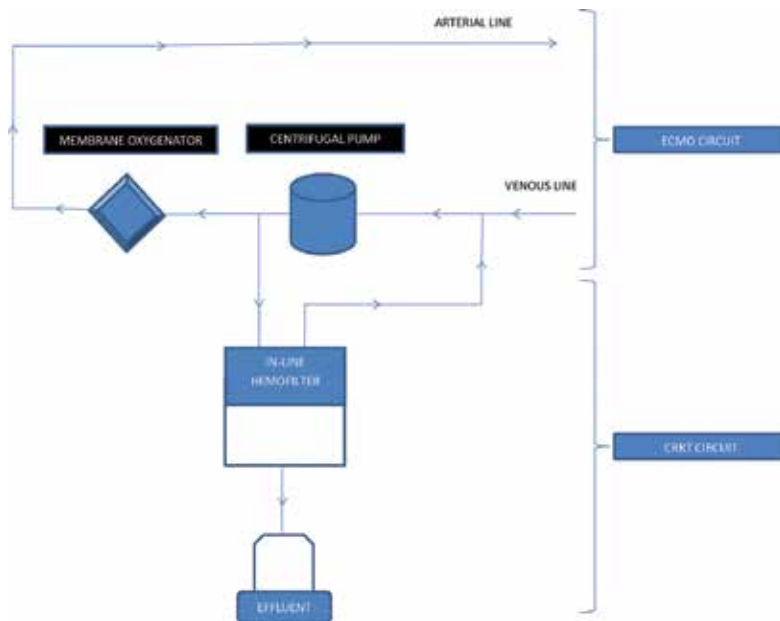 ARTERIAL LINE
MEMBRANE OXYGENATOR
CENTRIFUGAL PUMP
ECMO CIRCUIT
VENOUS LINE
IN-LINE
HEMOFILTER
CRRT CIRCUIT
EFFLUENT